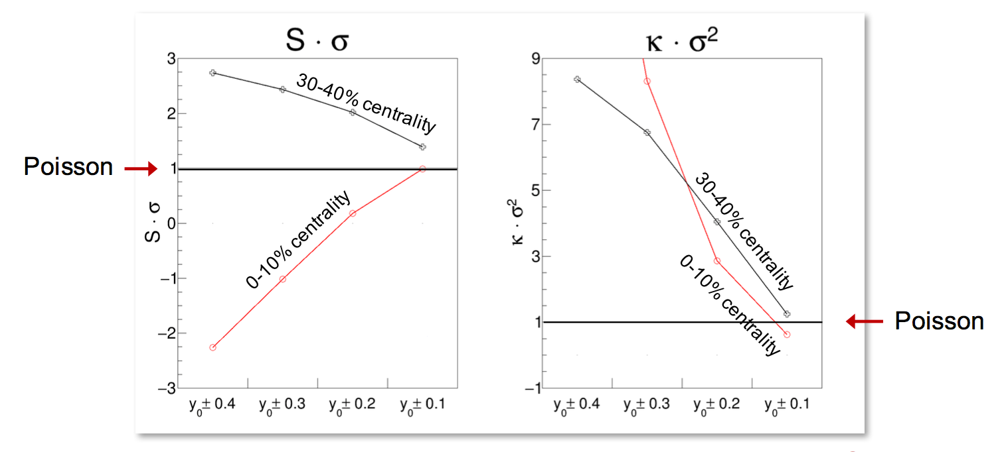 S · σ
κ · σ²
3
2
1
0
−1
−2
−3
S · σ
30-40% centrality
0-10% centrality
Poisson
y₀± 0.4
y₀± 0.3
y₀± 0.2
y₀± 0.1
9
7
5
3
1
−1
κ · σ²
30-40% centrality
0-10% centrality
Poisson
y₀± 0.4
y₀± 0.3
y₀± 0.2
y₀± 0.1